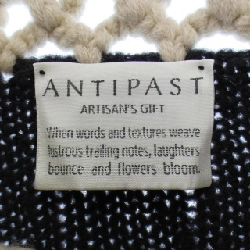 ANTIPAST
ARTISAN'S GIFT
When words and textures weave
lustrous trailing notes, laughters
bounce and flowers bloom.